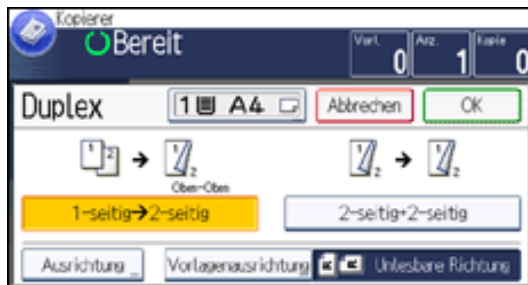 Kopierer
Bereit
Vorl. 0 Anz. 1 Kopie 0
Duplex 1 A4 Abbrechen OK
1 2 → 1 2 1 2 → 1 2
Oben-Oben
1-seitig→2-seitig 2-seitig→2-seitig
Ausrichtung Vorlagenausrichtung Unlesbare Richtung